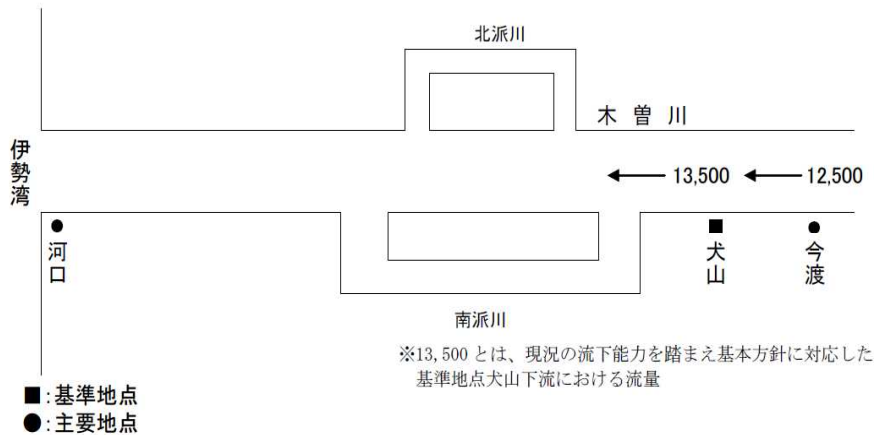 北派川
木曽川
伊勢湾
13,500
12,500
河口
犬山
今渡
南派川
※13,500 とは、現況の流下能力を踏まえ基本方針に対応した
基準地点犬山下流における流量
■:基準地点
●:主要地点